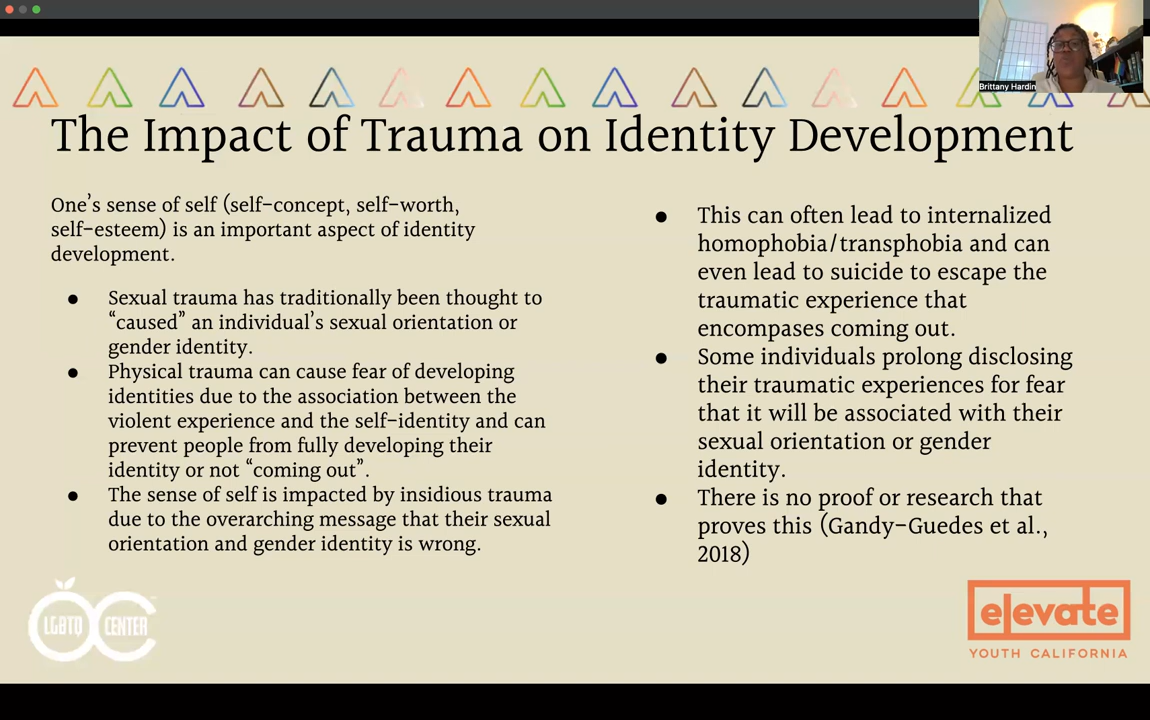 Brittany Hardin
The Impact of Trauma on Identity Development
One’s sense of self (self-concept, self-worth,
self-esteem) is an important aspect of identity
development.
● Sexual trauma has traditionally been thought to
“caused” an individual’s sexual orientation or
gender identity.
● Physical trauma can cause fear of developing
identities due to the association between the
violent experience and the self-identity and can
prevent people from fully developing their
identity or not “coming out”.
● The sense of self is impacted by insidious trauma
due to the overarching message that their sexual
orientation and gender identity is wrong.
● This can often lead to internalized
homophobia/transphobia and can
even lead to suicide to escape the
traumatic experience that
encompases coming out.
● Some individuals prolong disclosing
their traumatic experiences for fear
that it will be associated with their
sexual orientation or gender
identity.
● There is no proof or research that
proves this (Gandy-Guedes et al.,
2018)
LGBTQ CENTER
OC
elevate
YOUTH CALIFORNIA